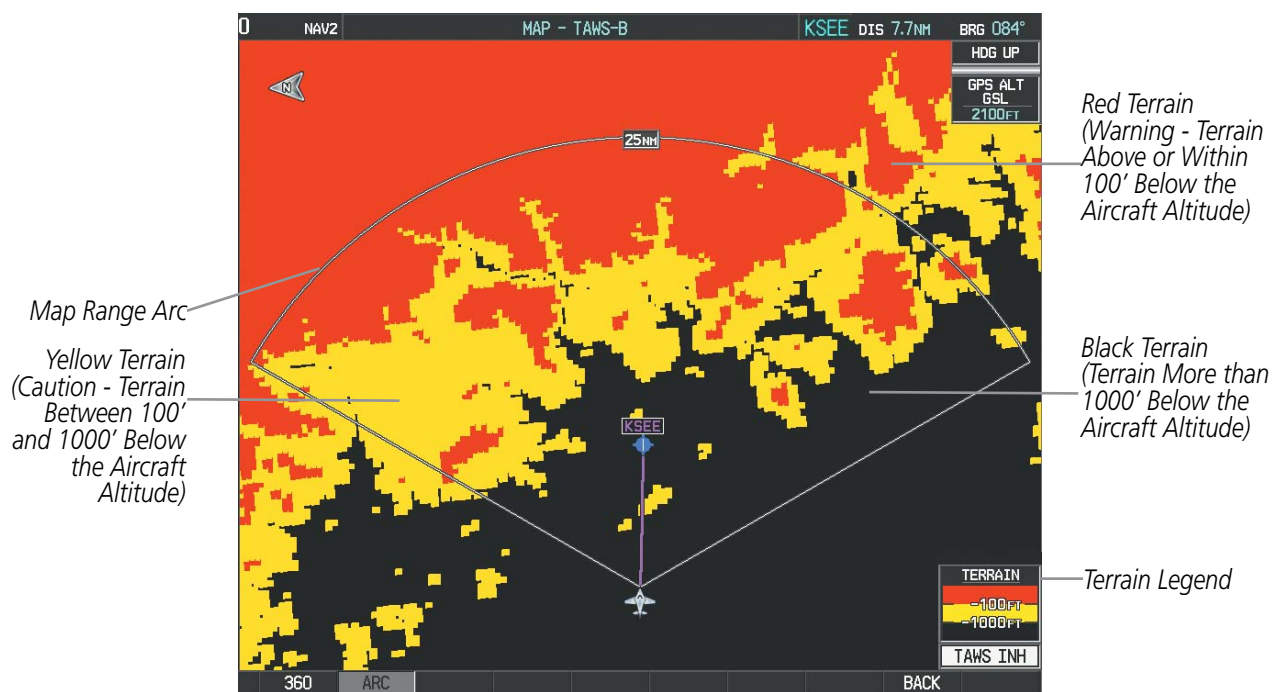 0 NAV2 MAP - TAWS-B KSEE DIS 7.7NM BRG 084°
HDG UP
N
GPS ALT
GSL
2100FT
25NM
Red Terrain
(Warning - Terrain
Above or Within
100' Below the
Aircraft Altitude)
Map Range Arc
Yellow Terrain
(Caution - Terrain
Between 100'
and 1000' Below
the Aircraft
Altitude)
Black Terrain
(Terrain More than
1000' Below the
Aircraft Altitude)
KSEE
TERRAIN
-100FT
-1000FT
Terrain Legend
TAWS INH
360 ARC BACK